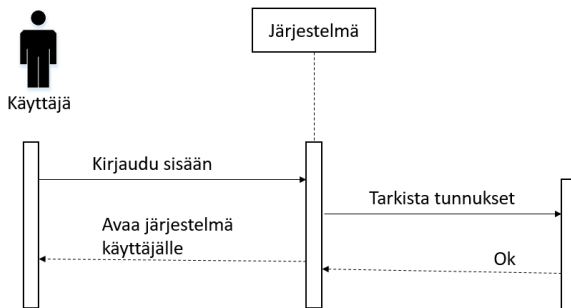 Järjestelmä
Käyttäjä
Kirjaudu sisään
Tarkista tunnukset
Avaa järjestelmä
käyttäjälle
Ok